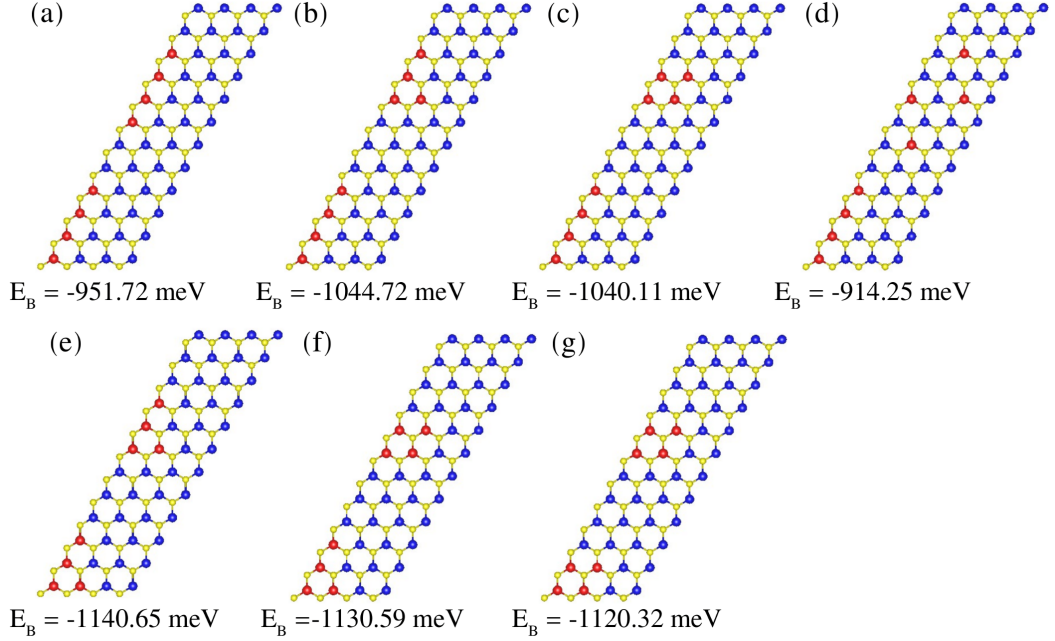 (a) (b) (c) (d)
E_B = -951.72 meV E_B = -1044.72 meV E_B = -1040.11 meV E_B = -914.25 meV
(e) (f) (g)
E_B = -1140.65 meV E_B = -1130.59 meV E_B = -1120.32 meV